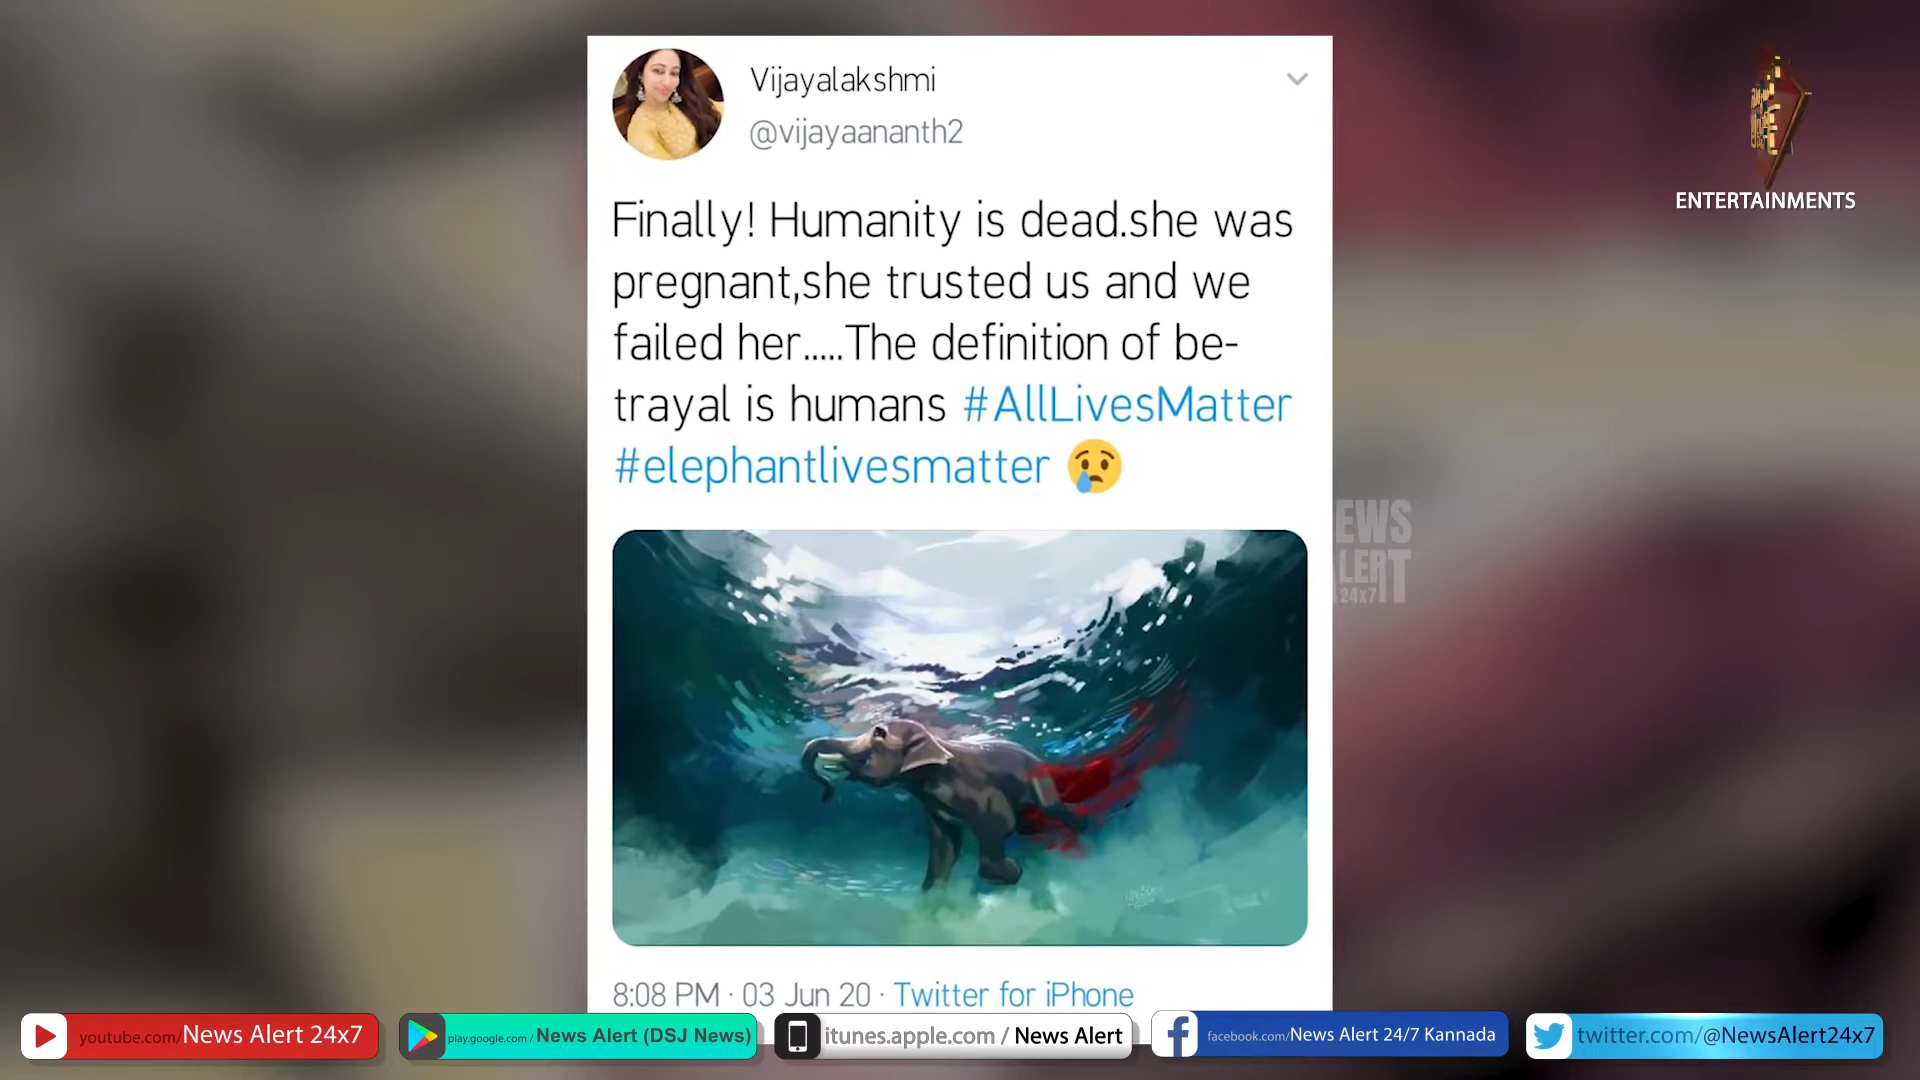 Vijayalakshmi
@vijayaananth2
Finally! Humanity is dead.she was
pregnant,she trusted us and we
failed her.....The definition of be-
trayal is humans #AllLivesMatter
#elephantlivesmatter 😢
8:08 PM · 03 Jun 20 · Twitter for iPhone
ENTERTAINMENTS
EWS
LERT
24x7
youtube.com/News Alert 24x7
play.google.com / News Alert (DSJ News)
itunes.apple.com / News Alert
facebook.com/News Alert 24/7 Kannada
twitter.com/@NewsAlert24x7